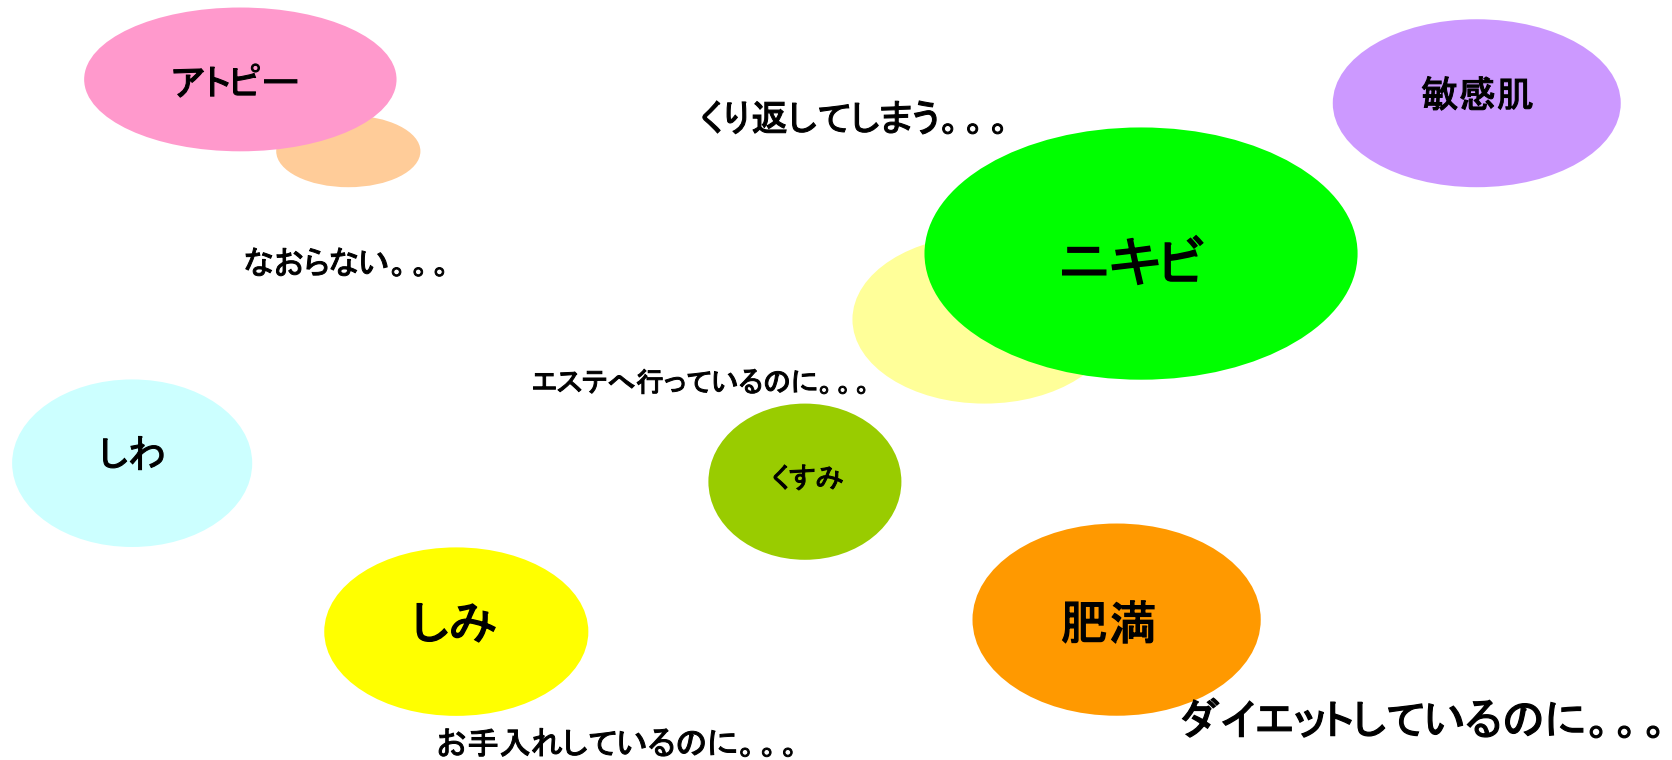 アトピー
敏感肌
くり返してしまう。。。
ニキビ
なおらない。。。
エステへ行っているのに。。。
しわ
くすみ
しみ
肥満
ダイエットしているのに。。。
お手入れしているのに。。。